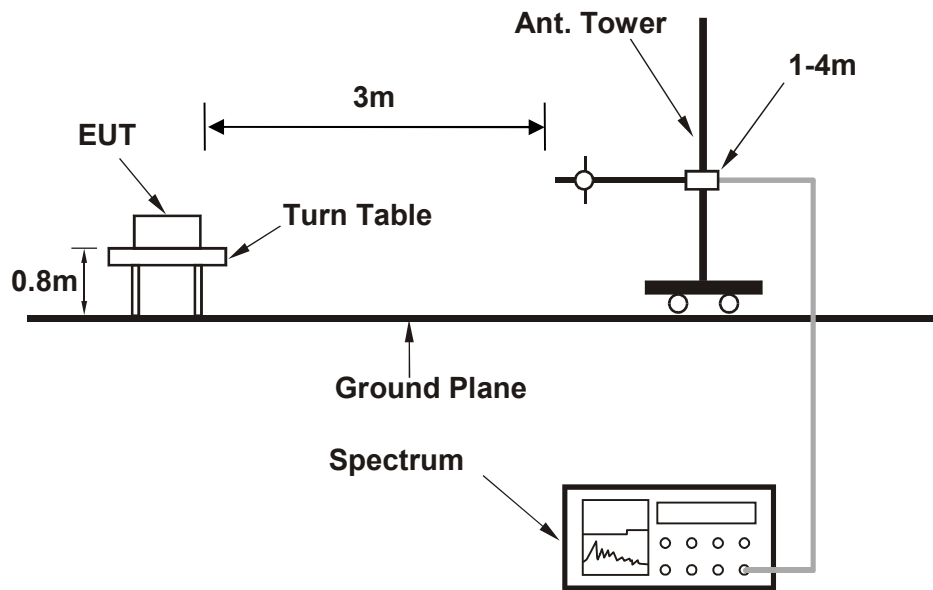 Ant. Tower
1-4m
3m
EUT
Turn Table
0.8m
Ground Plane
Spectrum